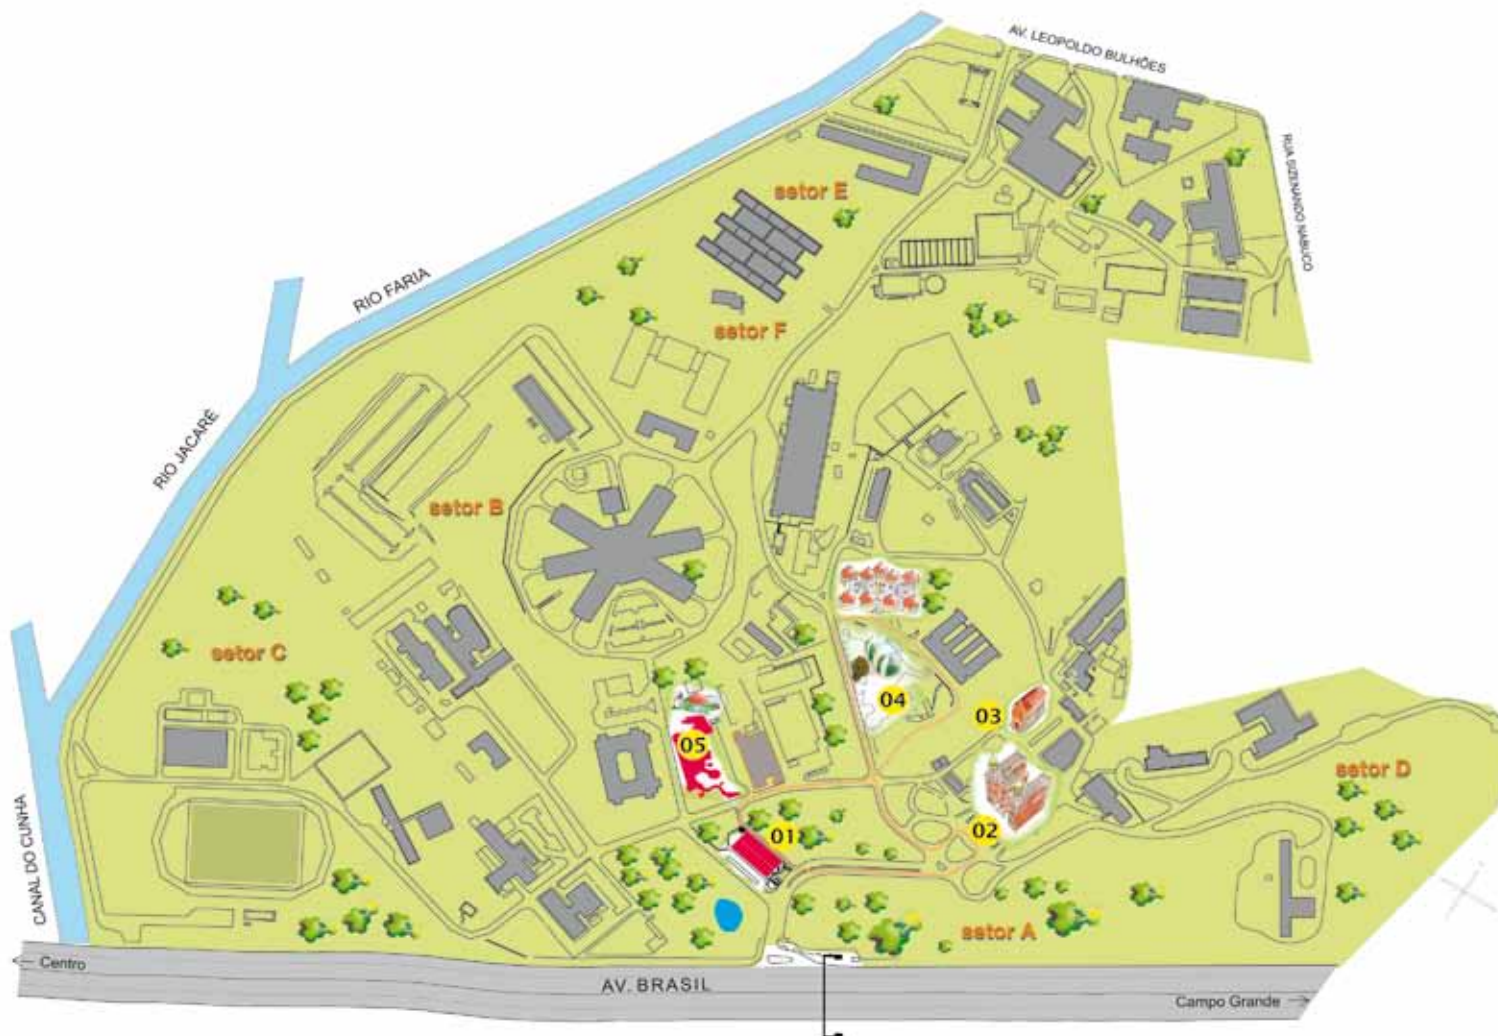 AV. LEOPOLDO BULHÕES
RUA SIZENANDO NABUCO
setor E
RIO FARIA
setor F
RIO JACARÉ
setor B
setor C
04
03
05
setor D
02
01
CANAL DO CUNHA
setor A
← Centro
AV. BRASIL
Campo Grande →